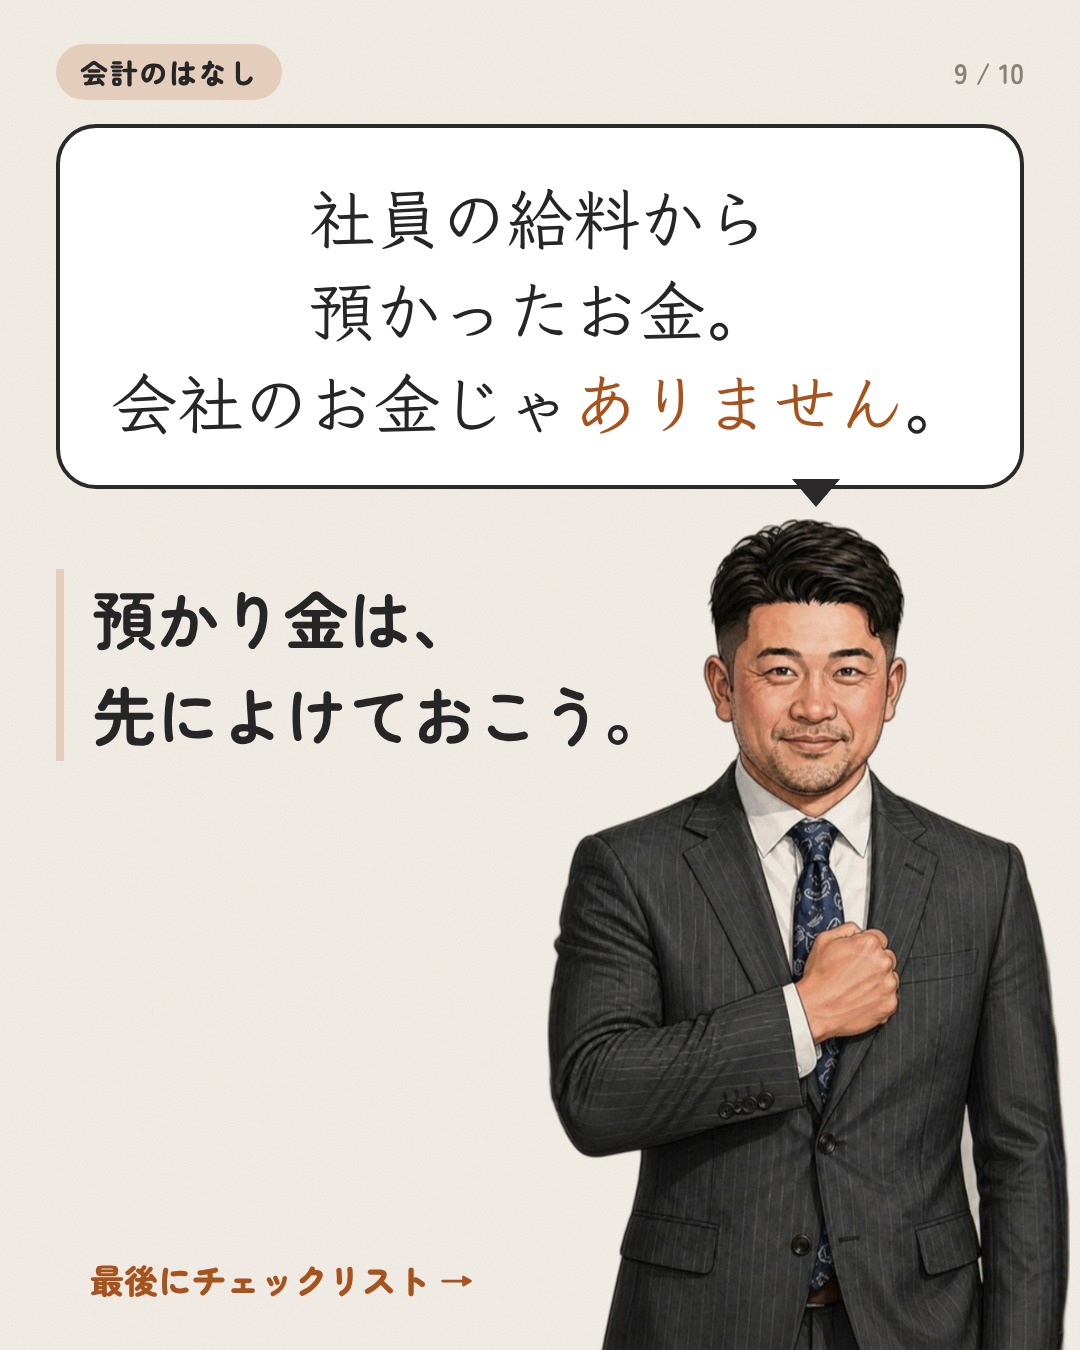 会計のはなし
9 / 10
社員の給料から
預かったお金。
会社のお金じゃありません。
預かり金は、
先によけておこう。
最後にチェックリスト →